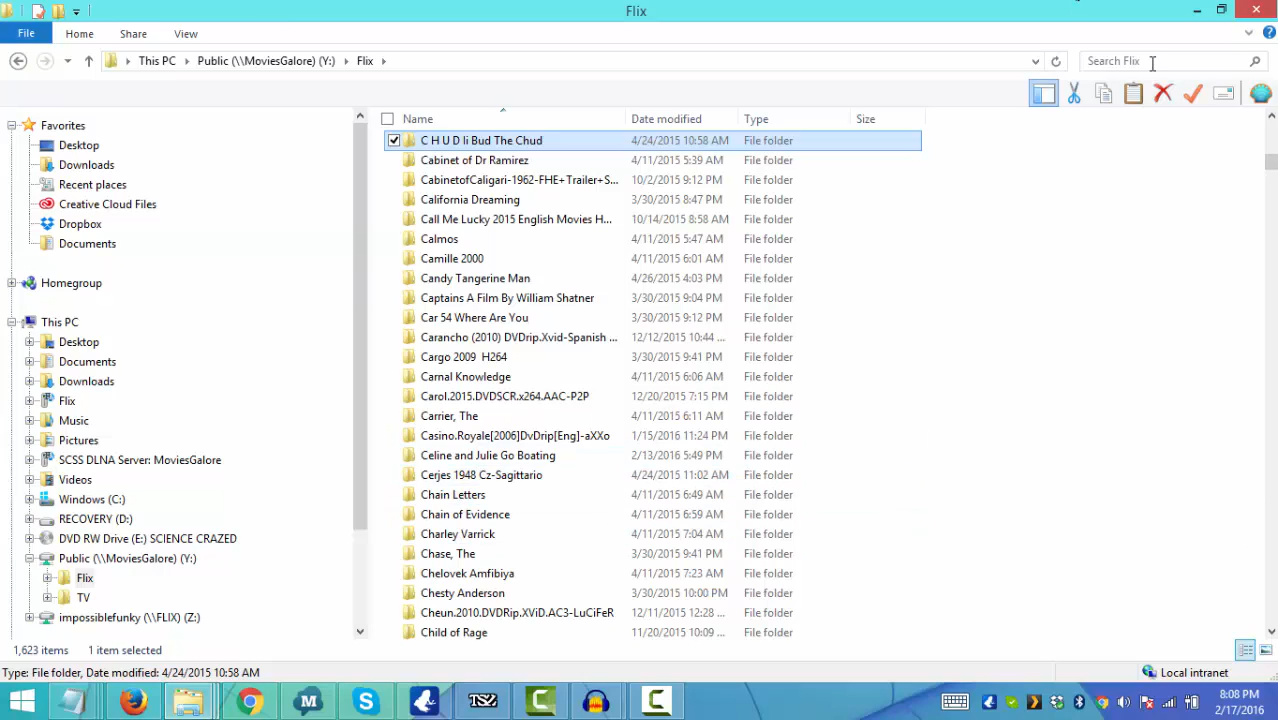 Flix
File Home Share View
This PC Public (\\MoviesGalore) (Y:) Flix
Search Flix
Favorites
Desktop
Downloads
Recent places
Creative Cloud Files
Dropbox
Documents
Homegroup
This PC
Desktop
Documents
Downloads
Flix
Music
Pictures
SCSS DLNA Server: MoviesGalore
Videos
Windows (C:)
RECOVERY (D:)
DVD RW Drive (E:) SCIENCE CRAZED
Public (\\MoviesGalore) (Y:)
Flix
TV
impossiblefunky (\\FLIX) (Z:)
Name Date modified Type Size
C H U D Ii Bud The Chud 4/24/2015 10:58 AM File folder
Cabinet of Dr Ramirez 4/11/2015 5:39 AM File folder
CabinetofCaligari-1962-FHE+Trailer+S... 10/2/2015 9:12 PM File folder
California Dreaming 3/30/2015 8:47 PM File folder
Call Me Lucky 2015 English Movies H... 10/14/2015 8:58 AM File folder
Calmos 4/11/2015 5:47 AM File folder
Camille 2000 4/11/2015 6:01 AM File folder
Candy Tangerine Man 4/26/2015 4:03 PM File folder
Captains A Film By William Shatner 3/30/2015 9:04 PM File folder
Car 54 Where Are You 3/30/2015 9:12 PM File folder
Carancho (2010) DVDrip.Xvid-Spanish ... 12/12/2015 10:44 ... File folder
Cargo 2009 H264 3/30/2015 9:41 PM File folder
Carnal Knowledge 4/11/2015 6:06 AM File folder
Carol.2015.DVDSCR.x264.AAC-P2P 12/20/2015 7:15 PM File folder
Carrier, The 4/11/2015 6:11 AM File folder
Casino.Royale[2006]DvDrip[Eng]-aXXo 1/15/2016 11:24 PM File folder
Celine and Julie Go Boating 2/13/2016 5:49 PM File folder
Cerjes 1948 Cz-Sagittario 4/24/2015 11:02 AM File folder
Chain Letters 4/11/2015 6:49 AM File folder
Chain of Evidence 4/11/2015 6:59 AM File folder
Charley Varrick 4/11/2015 7:04 AM File folder
Chase, The 3/30/2015 9:41 PM File folder
Chelovek Amfibiya 4/11/2015 7:23 AM File folder
Chesty Anderson 3/30/2015 10:00 PM File folder
Cheun.2010.DVDRip.XViD.AC3-LuCiFeR 12/11/2015 12:28 ... File folder
Child of Rage 11/20/2015 10:09 ... File folder
1,623 items 1 item selected
Type: File folder, Date modified: 4/24/2015 10:58 AM
Local intranet
TS2
8:08 PM
2/17/2016